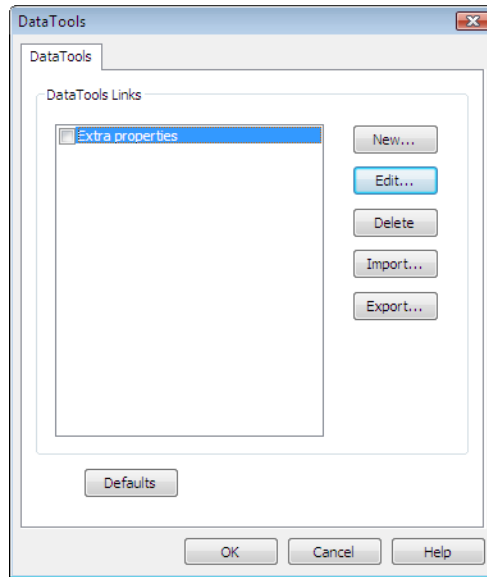 DataTools
DataTools
DataTools Links
Extra properties
New...
Edit...
Delete
Import...
Export...
Defaults
OK
Cancel
Help